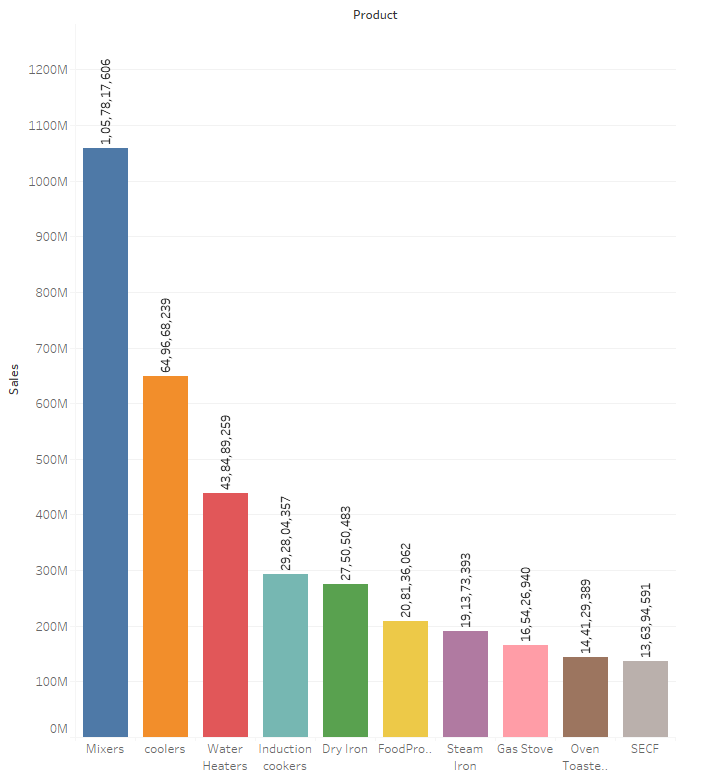 Product
Sales
1200M
1100M
1000M
900M
800M
700M
600M
500M
400M
300M
200M
100M
0M
1,05,78,17,606
64,96,68,239
43,84,89,259
29,28,04,357
27,50,50,483
20,81,36,062
19,13,73,393
16,54,26,940
14,41,29,389
13,63,94,591
Mixers
coolers
Water
Heaters
Induction
cookers
Dry Iron
FoodPro..
Steam
Iron
Gas Stove
Oven
Toaste..
SECF